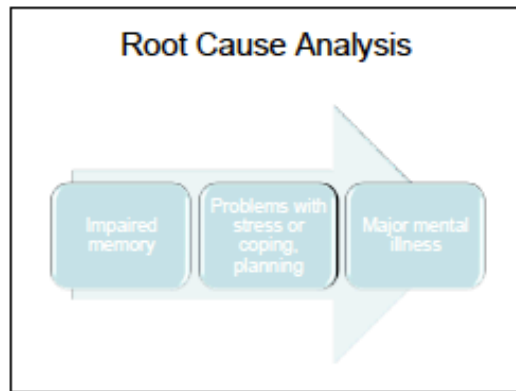 Root Cause Analysis
Impaired
memory
Problems with
stress or
coping,
planning
Major mental
illness